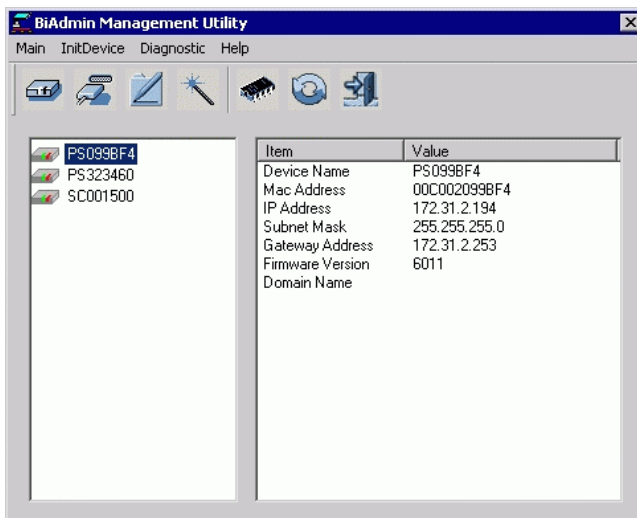 BiAdmin Management Utility
Main InitDevice Diagnostic Help
PS099BF4
PS323460
SC001500
Item Value
Device Name PS099BF4
Mac Address 00C002099BF4
IP Address 172.31.2.194
Subnet Mask 255.255.255.0
Gateway Address 172.31.2.253
Firmware Version 6011
Domain Name